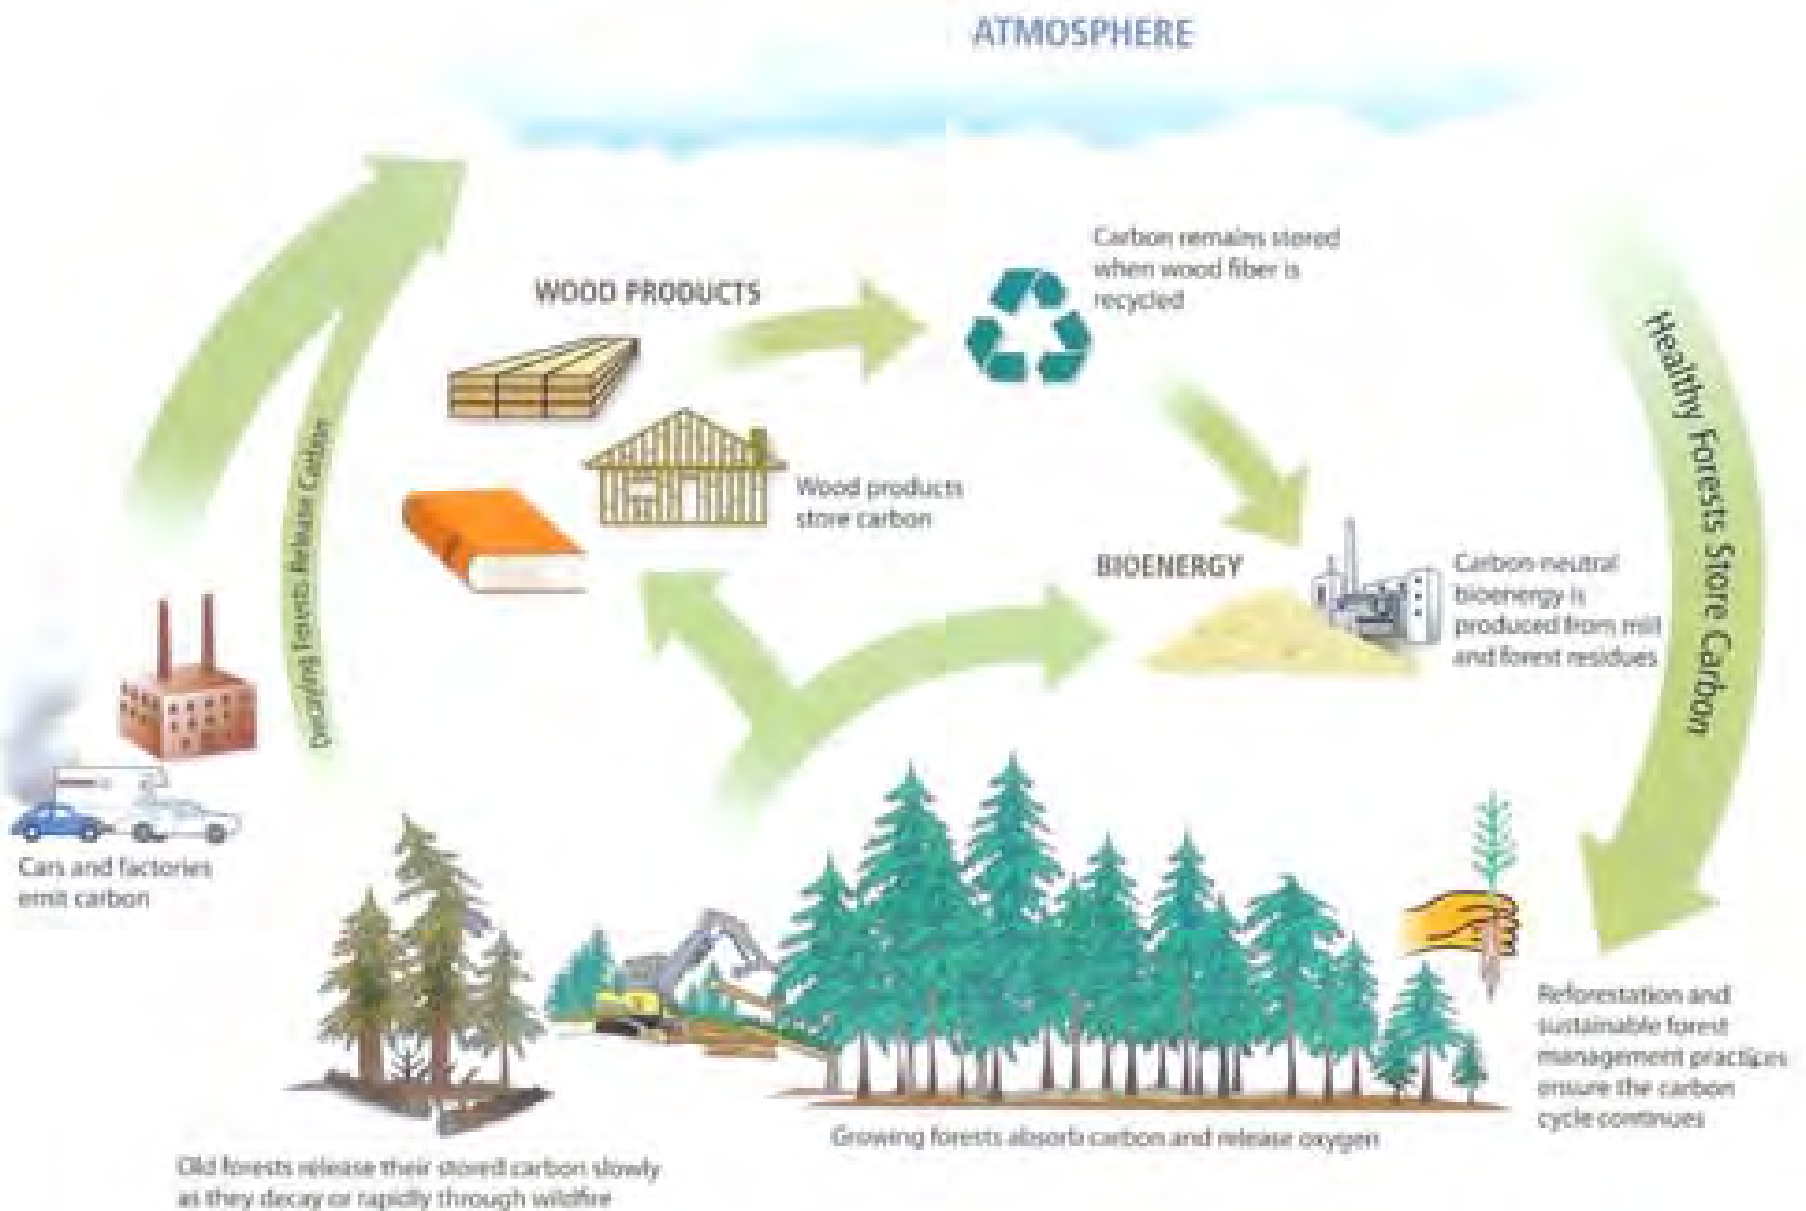 ATMOSPHERE
Carbon remains stored
when wood fiber is
recycled
WOOD PRODUCTS
Wood products
store carbon
BIOENERGY
Carbon-neutral
bioenergy is
produced from mill
and forest residues
Healthy Forests Store Carbon
Decaying Forests Release Carbon
Cars and factories
emit carbon
Reforestation and
sustainable forest
management practices
ensure the carbon
cycle continues
Growing forests absorb carbon and release oxygen
Old forests release their stored carbon slowly
as they decay or rapidly through wildfire